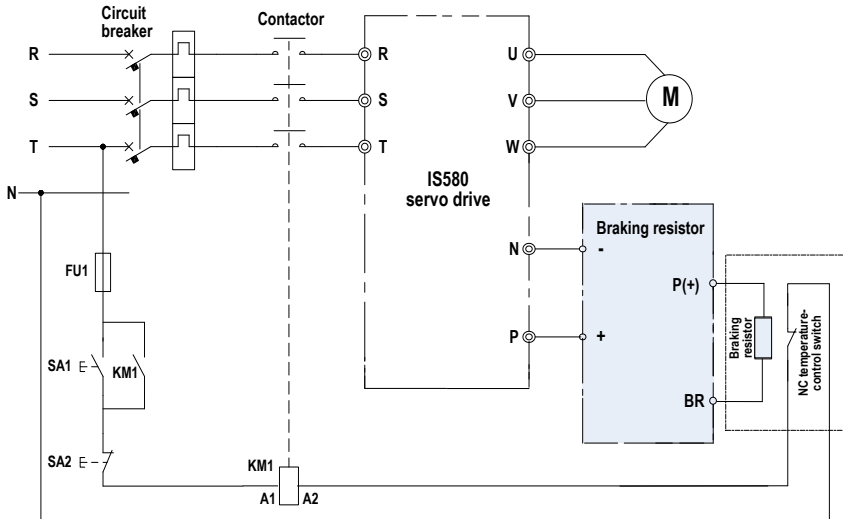 Circuit
breaker
Contactor
R
R
U
S
S
V
M
T
T
W
N
IS580
servo drive
Braking resistor
N
-
FU1
P(+)
P
+
Braking
resistor
NC temperature-
control switch
SA1
KM1
BR
SA2
KM1
A1
A2